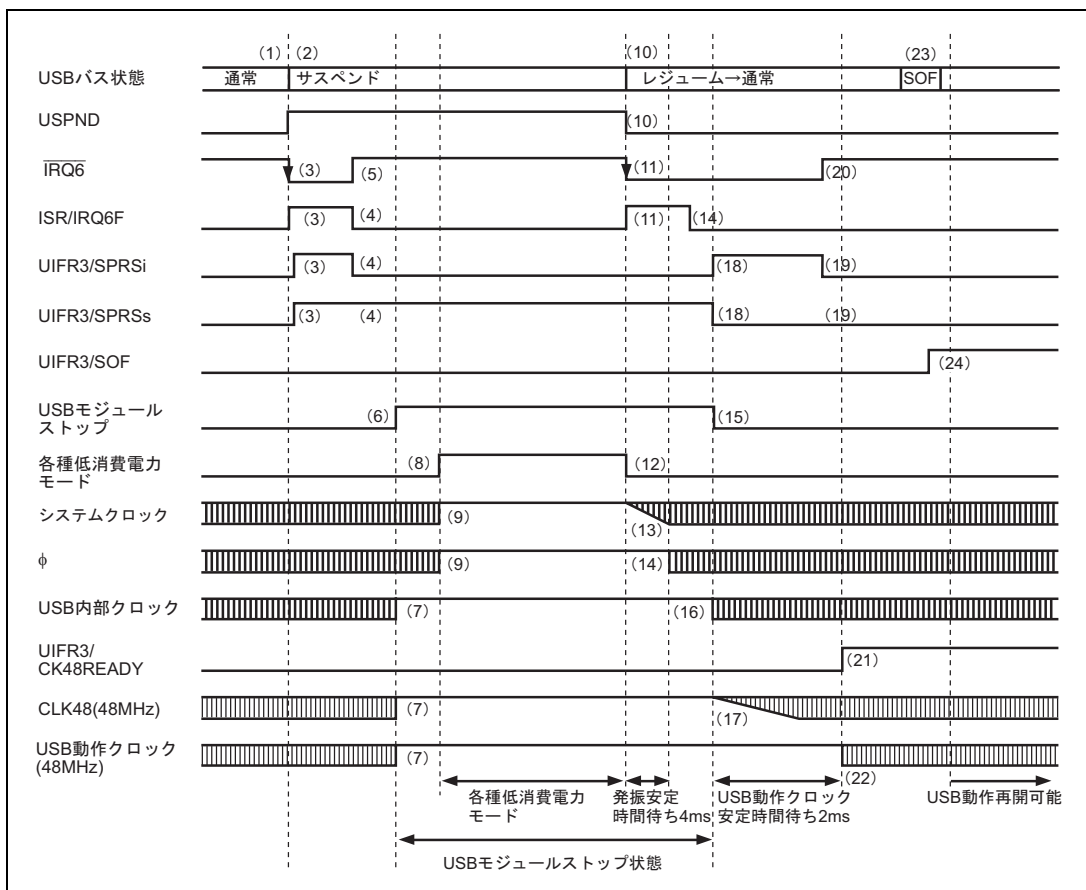 (1) (2) (10) (23)
USBバス状態 通常 サスペンド レジューム→通常 SOF
USPND (10)
IRQ6 (3) (5) (11) (20)
ISR/IRQ6F (3) (4) (11) (14)
UIFR3/SPRSi (3) (4) (18) (19)
UIFR3/SPRSs (3) (4) (18) (19)
UIFR3/SOF (24)
USBモジュール
ストップ (6) (15)
各種低消費電力
モード (8) (12)
システムクロック (9) (13)
φ (9) (14)
USB内部クロック (7) (16)
UIFR3/
CK48READY (21)
CLK48(48MHz) (7) (17)
USB動作クロック
(48MHz) (7) (22)
各種低消費電力
モード
発振安定
時間待ち4ms
USB動作クロック
安定時間待ち2ms
USB動作再開可能
USBモジュールストップ状態